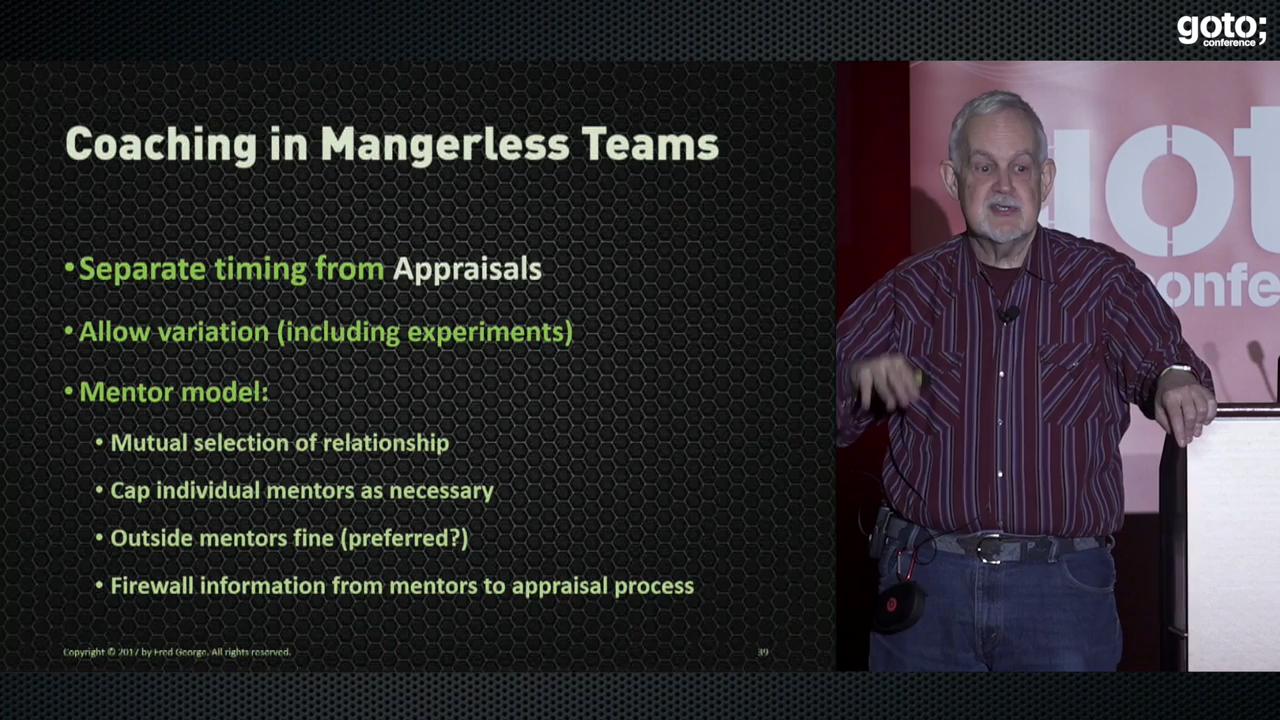 goto;
conference
Coaching in Mangerless Teams
•Separate timing from Appraisals
•Allow variation (including experiments)
•Mentor model:
•Mutual selection of relationship
•Cap individual mentors as necessary
•Outside mentors fine (preferred?)
•Firewall information from mentors to appraisal process
Copyright © 2017 by Fred George. All rights reserved.
39
got
confe